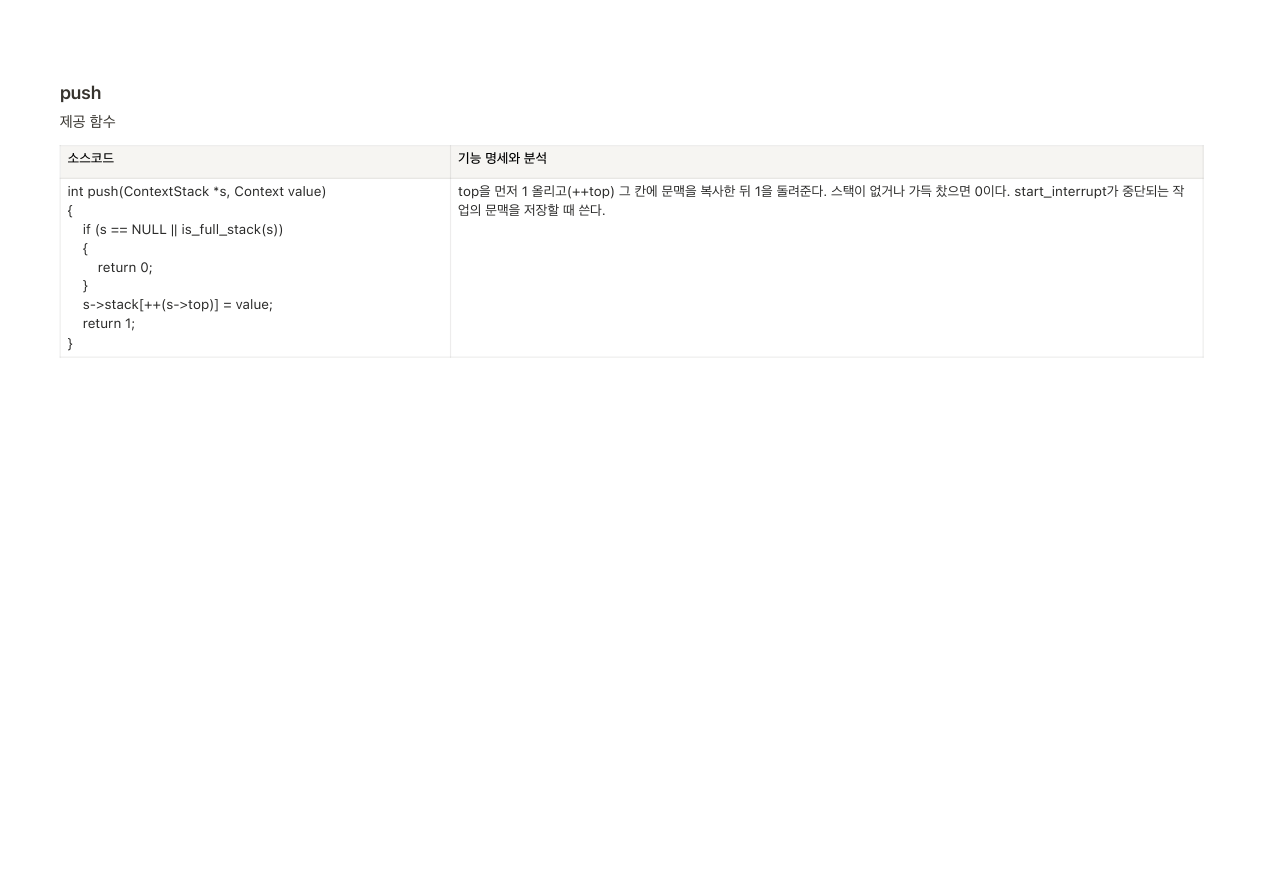 push
제공 함수
소스코드
기능 명세와 분석
int push(ContextStack *s, Context value)
{
    if (s == NULL || is_full_stack(s))
    {
        return 0;
    }
    s->stack[++(s->top)] = value;
    return 1;
}
top을 먼저 1 올리고(++top) 그 칸에 문맥을 복사한 뒤 1을 돌려준다. 스택이 없거나 가득 찼으면 0이다. start_interrupt가 중단되는 작
업의 문맥을 저장할 때 쓴다.